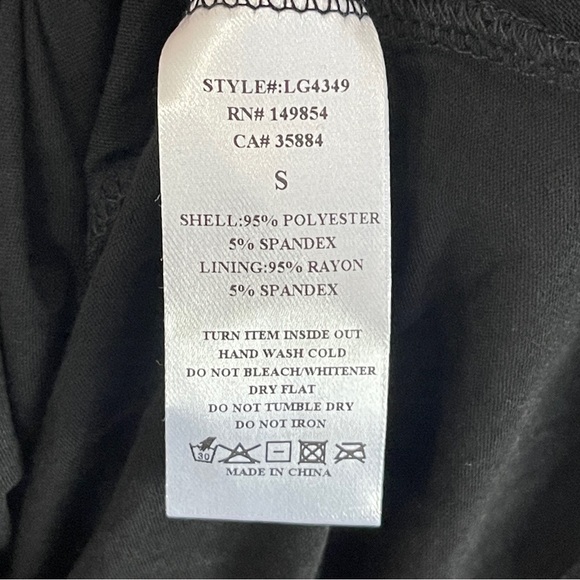 STYLE#:LG4349
RN# 149854
CA# 35884
S
SHELL:95% POLYESTER
5% SPANDEX
LINING:95% RAYON
5% SPANDEX
TURN ITEM INSIDE OUT
HAND WASH COLD
DO NOT BLEACH/WHITENER
DRY FLAT
DO NOT TUMBLE DRY
DO NOT IRON
30
MADE IN CHINA